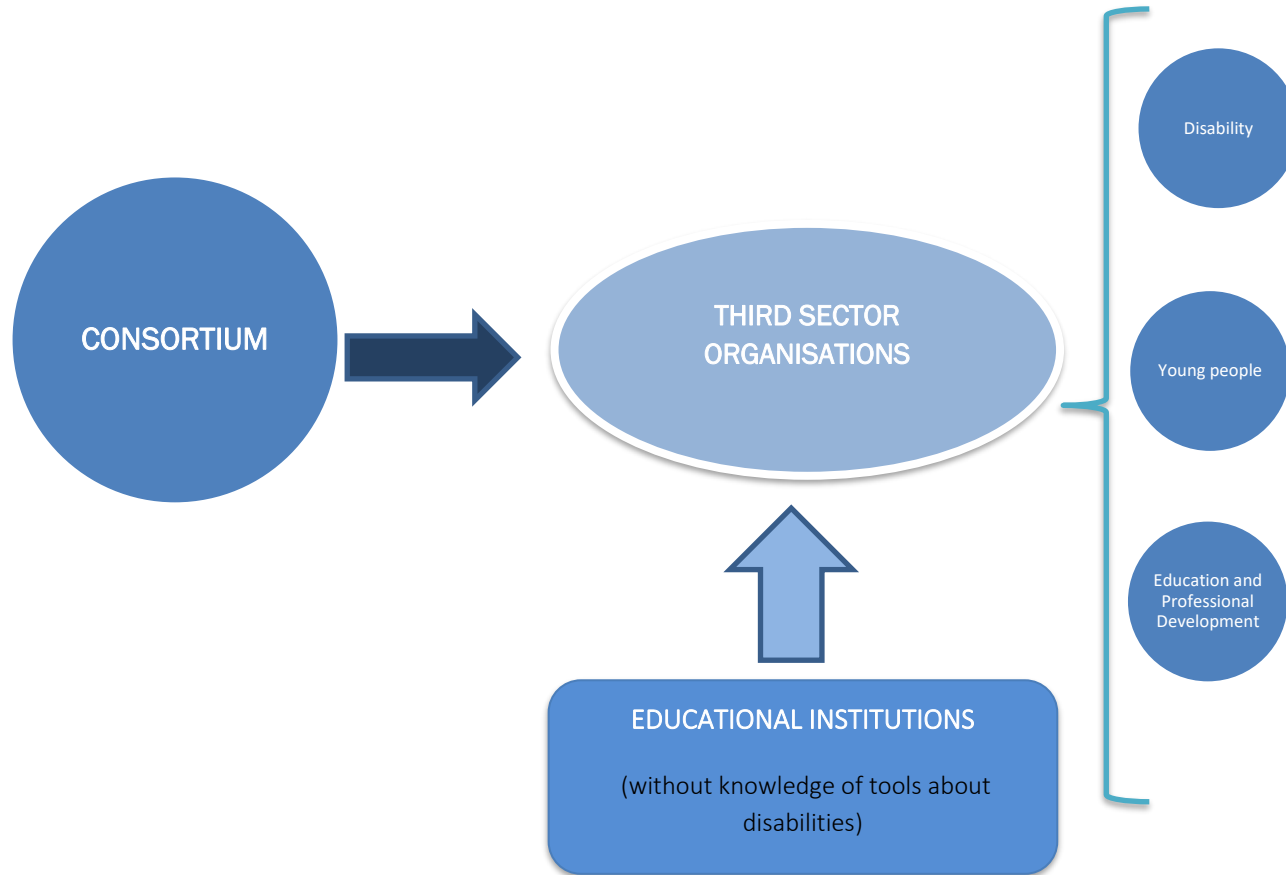 CONSORTIUM
THIRD SECTOR
ORGANISATIONS
EDUCATIONAL INSTITUTIONS
(without knowledge of tools about
disabilities)
Disability
Young people
Education and
Professional
Development